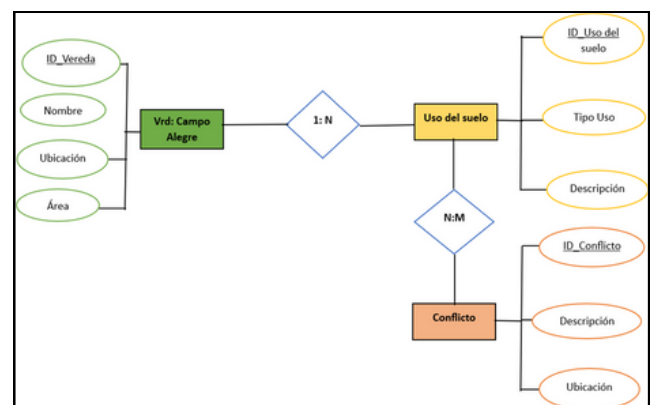 ID_Vereda
Nombre
Ubicación
Área
Vrd: Campo
Alegre
1: N
Uso del suelo
ID_Uso del
suelo
Tipo Uso
Descripción
N:M
Conflicto
ID_Conflicto
Descripción
Ubicación